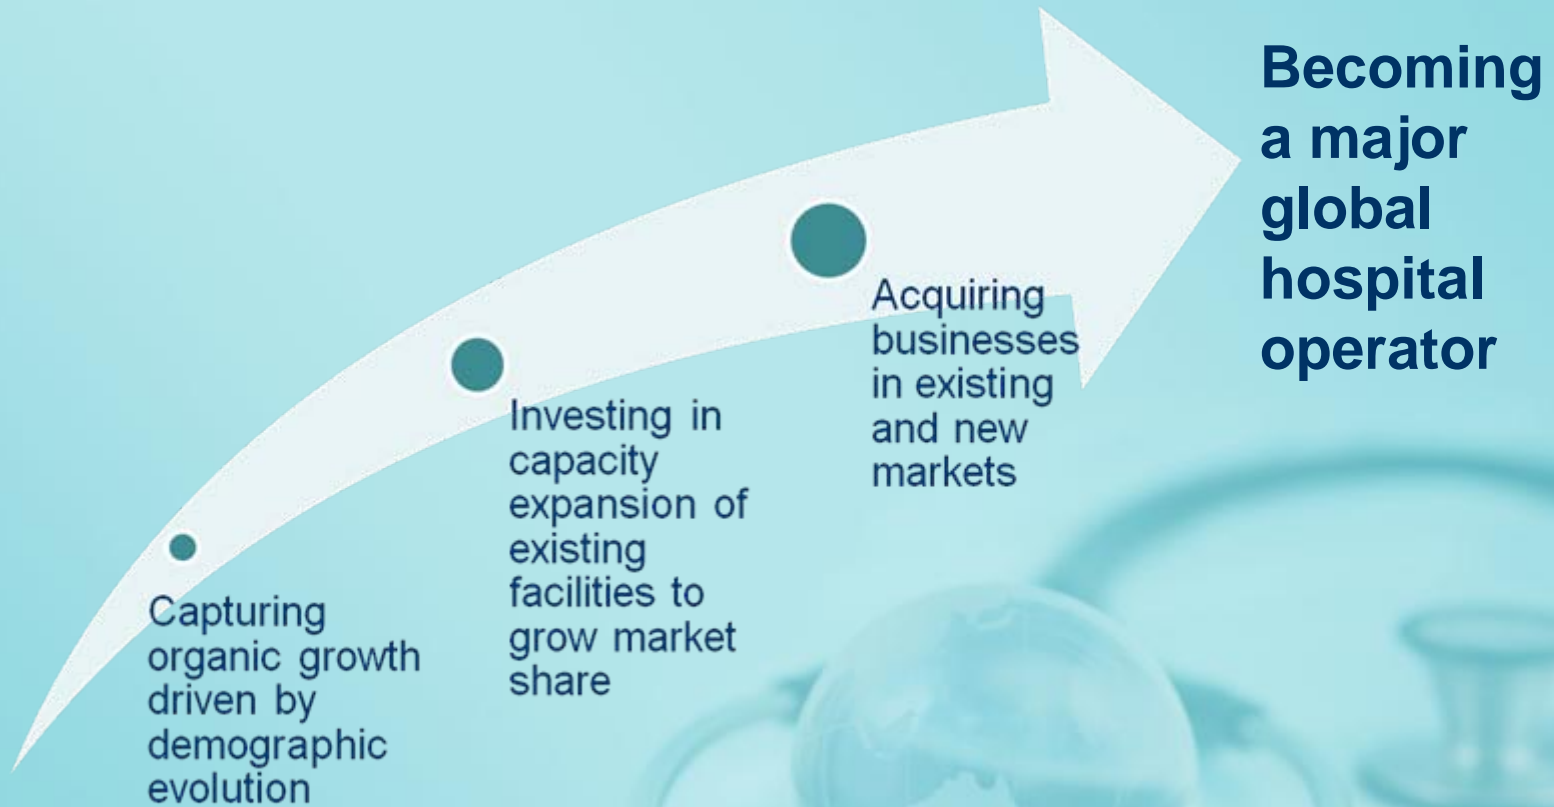 Becoming
a major
global
hospital
operator
Acquiring
businesses
in existing
and new
markets
Investing in
capacity
expansion of
existing
facilities to
grow market
share
Capturing
organic growth
driven by
demographic
evolution